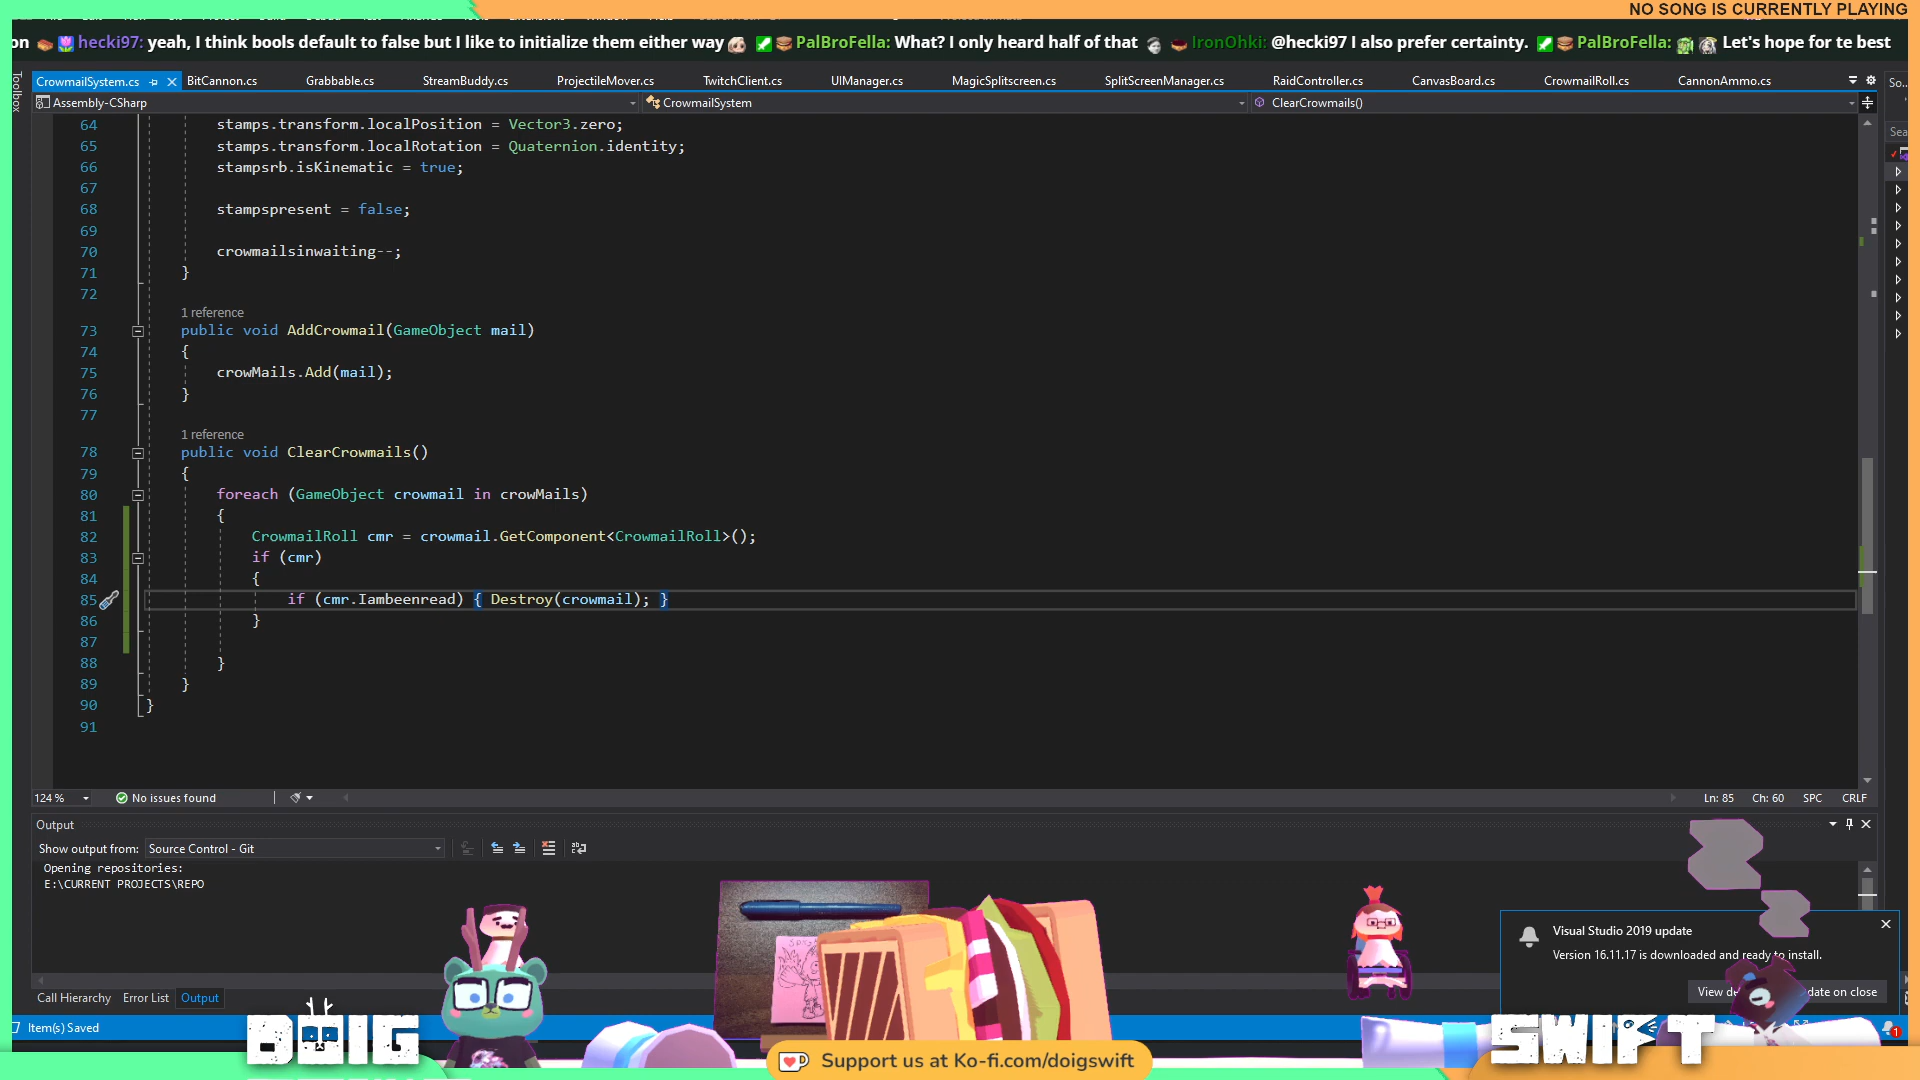 NO SONG IS CURRENTLY PLAYING
on hecki97: yeah, I think bools default to false but I like to initialize them either way PalBroFella: What? I only heard half of that IronOhki: @hecki97 I also prefer certainty. PalBroFella: Let's hope for te best
Toolbox
CrowmailSystem.cs BitCannon.cs Grabbable.cs StreamBuddy.cs ProjectileMover.cs TwitchClient.cs UIManager.cs MagicSplitscreen.cs SplitScreenManager.cs RaidController.cs CanvasBoard.cs CrowmailRoll.cs CannonAmmo.cs So..
Assembly-CSharp CrowmailSystem ClearCrowmails()
Sea
64 stamps.transform.localPosition = Vector3.zero;
65 stamps.transform.localRotation = Quaternion.identity;
66 stampsrb.isKinematic = true;
67
68 stampspresent = false;
69
70 crowmailsinwaiting--;
71 }
72
1 reference
73 public void AddCrowmail(GameObject mail)
74 {
75 crowMails.Add(mail);
76 }
77
1 reference
78 public void ClearCrowmails()
79 {
80 foreach (GameObject crowmail in crowMails)
81 {
82 CrowmailRoll cmr = crowmail.GetComponent<CrowmailRoll>();
83 if (cmr)
84 {
85 if (cmr.Iambeenread) { Destroy(crowmail); }
86 }
87
88 }
89 }
90 }
91
124 % No issues found Ln: 85 Ch: 60 SPC CRLF
Output
Show output from: Source Control - Git
Opening repositories:
E:\CURRENT PROJECTS\REPO
Visual Studio 2019 update
Version 16.11.17 is downloaded and ready to install.
View de date on close
Call Hierarchy Error List Output
Item(s) Saved
1
DOIG
SWIFT
Support us at Ko-fi.com/doigswift